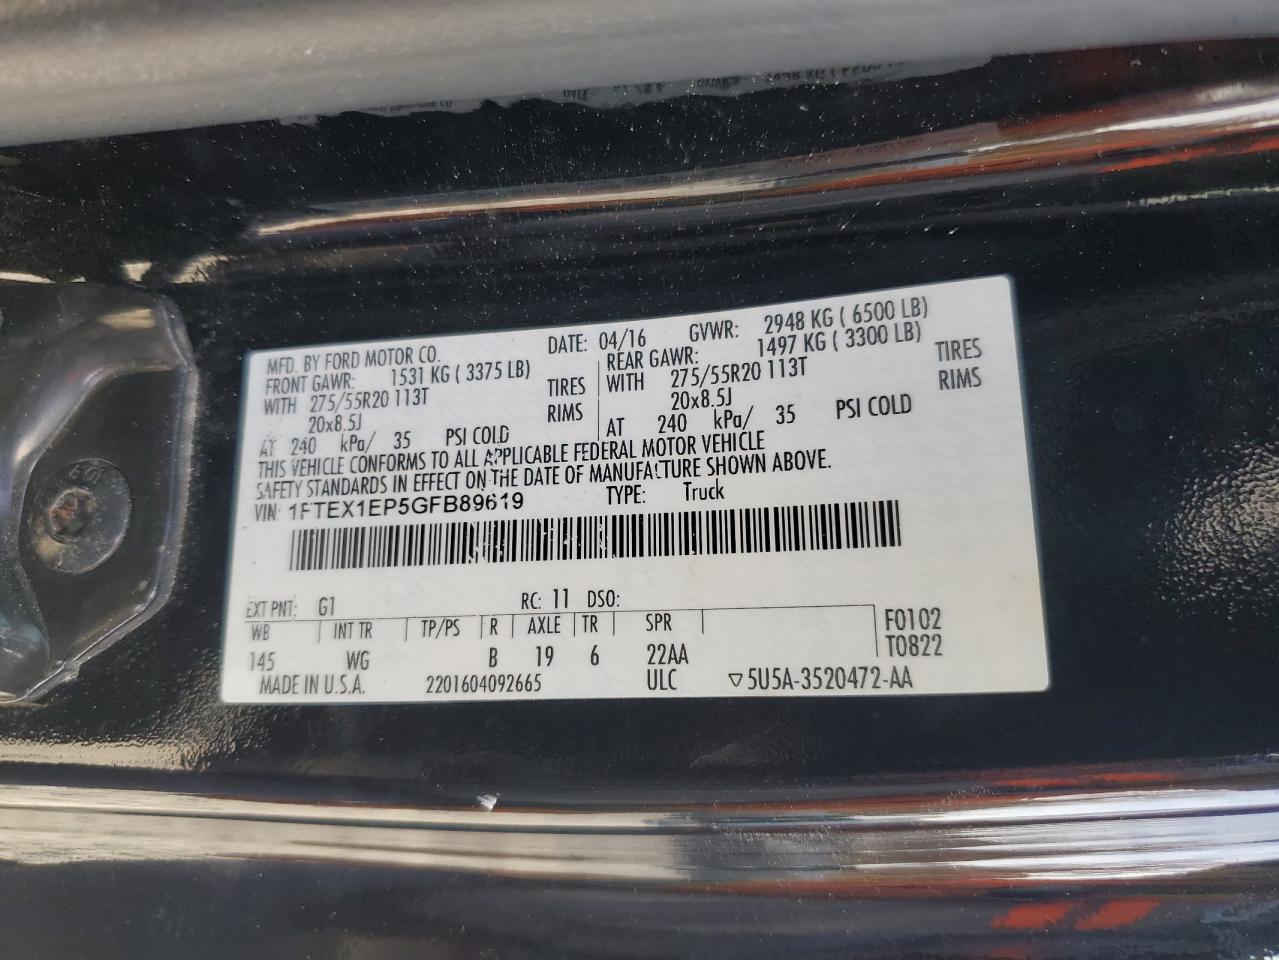 MFD. BY FORD MOTOR CO. DATE: 04/16 GVWR: 2948 KG ( 6500 LB)
FRONT GAWR: 1531 KG ( 3375 LB) REAR GAWR: 1497 KG ( 3300 LB)
WITH 275/55R20 113T TIRES WITH 275/55R20 113T TIRES
20x8.5J RIMS 20x8.5J RIMS
AT 240 kPa/ 35 PSI COLD AT 240 kPa/ 35 PSI COLD
THIS VEHICLE CONFORMS TO ALL APPLICABLE FEDERAL MOTOR VEHICLE
SAFETY STANDARDS IN EFFECT ON THE DATE OF MANUFACTURE SHOWN ABOVE.
VIN: 1FTEX1EP5GFB89619 TYPE: Truck
EXT PNT: G1 RC: 11 DSO:
WB INT TR TP/PS R AXLE TR SPR F0102
145 WG B 19 6 22AA T0822
MADE IN U.S.A. 2201604092665 ULC ▽5U5A-3520472-AA